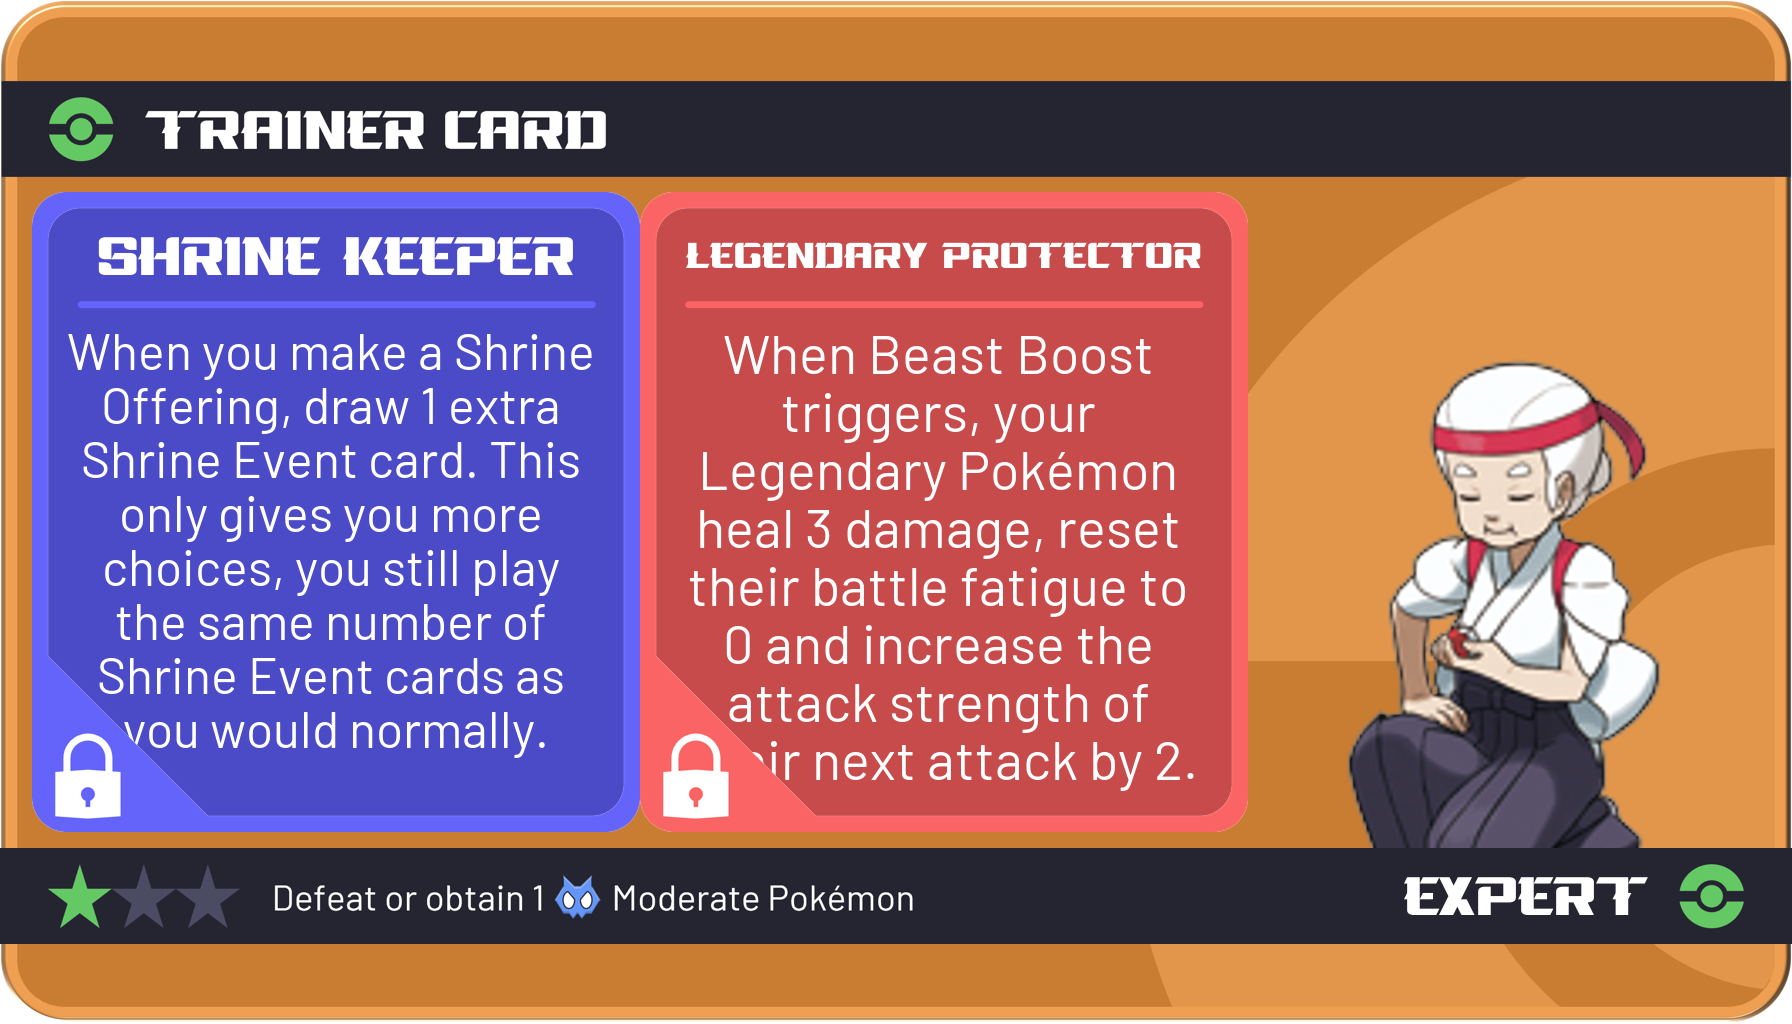 TRAINER CARD
SHRINE KEEPER
When you make a Shrine
Offering, draw 1 extra
Shrine Event card. This
only gives you more
choices, you still play
the same number of
Shrine Event cards as
you would normally.
LEGENDARY PROTECTOR
When Beast Boost
triggers, your
Legendary Pokémon
heal 3 damage, reset
their battle fatigue to
0 and increase the
attack strength of
next attack by 2.
Defeat or obtain 1 Moderate Pokémon
EXPERT